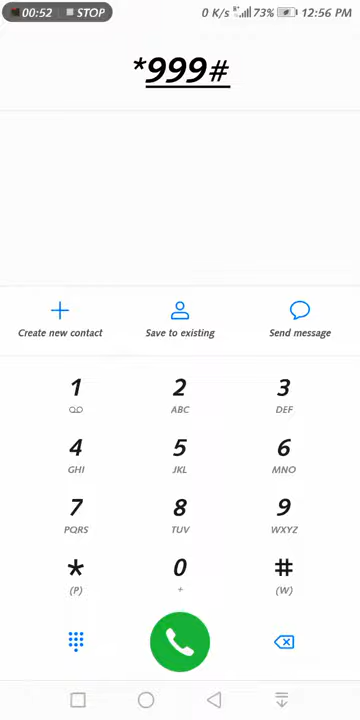 00:52 STOP 0 K/s 73% 12:56 PM
*999#
Create new contact Save to existing Send message
1 2 3
ABC DEF
4 5 6
GHI JKL MNO
7 8 9
PQRS TUV WXYZ
* 0 #
(P) + (W)